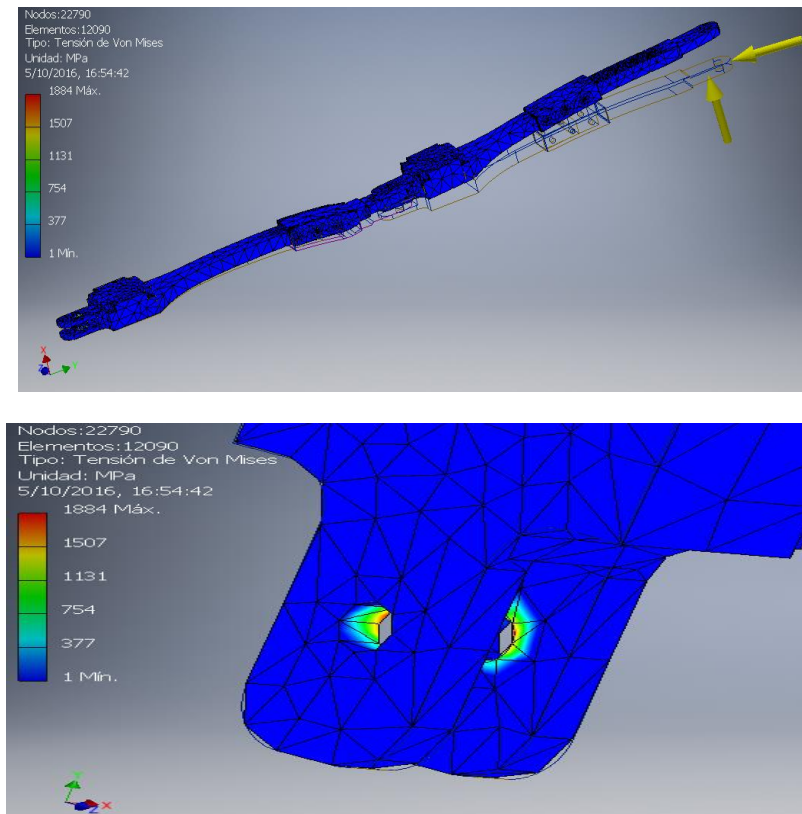 Nodos:22790
Elementos:12090
Tipo: Tensión de Von Mises
Unidad: MPa
5/10/2016, 16:54:42
1884 Máx.
1507
1131
754
377
1 Mín.
X
Z
Y
Nodos:22790
Elementos:12090
Tipo: Tensión de Von Mises
Unidad: MPa
5/10/2016, 16:54:42
1884 Máx.
1507
1131
754
377
1 Mín.
Y
Z
X